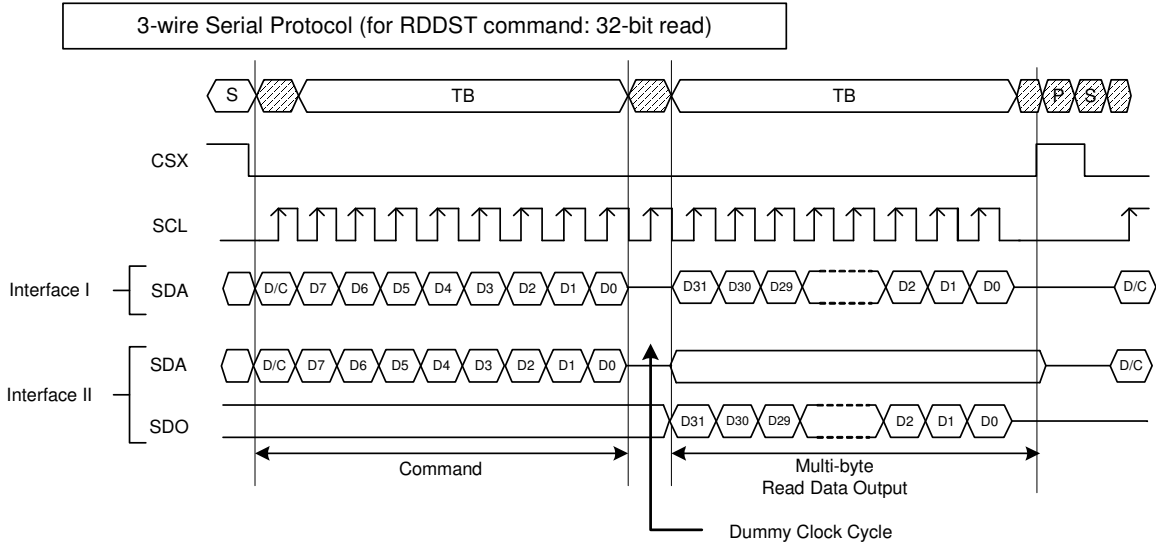 3-wire Serial Protocol (for RDDST command: 32-bit read)
S TB TB P S
CSX
SCL
Interface I SDA D/C D7 D6 D5 D4 D3 D2 D1 D0 D31 D30 D29 D2 D1 D0 D/C
SDA D/C D7 D6 D5 D4 D3 D2 D1 D0 D/C
Interface II
SDO D31 D30 D29 D2 D1 D0
Command Multi-byte
Read Data Output
Dummy Clock Cycle